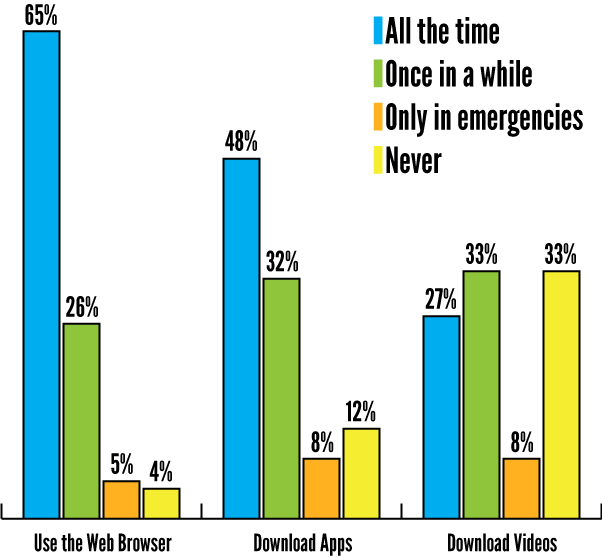 65%
26%
5%
4%
48%
32%
8%
12%
27%
33%
8%
33%
All the time
Once in a while
Only in emergencies
Never
Use the Web Browser
Download Apps
Download Videos